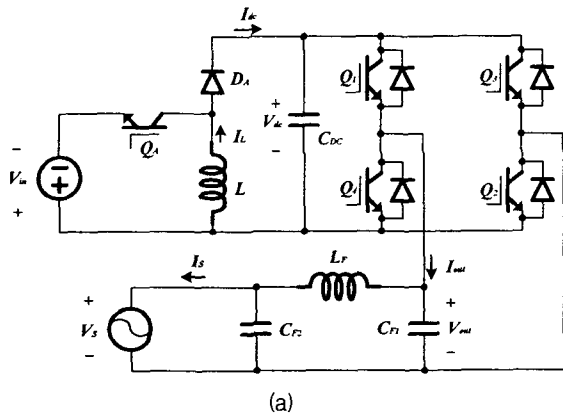 I_dc
D_A
Q_1
Q_3
+
V_dc
-
C_DC
Q_A
I_L
L
-
V_in
-
+
+
Q_4
Q_2
I_S
L_F
I_out
+
V_S
-
C_F2
C_F1
+
V_out
-
(a)